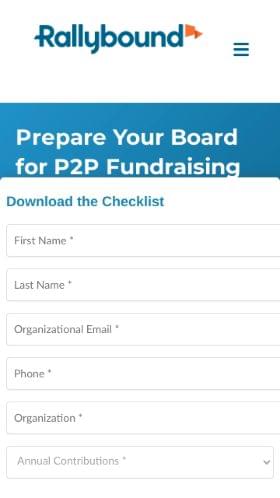 Rallybound
Prepare Your Board
for P2P Fundraising
Download the Checklist
First Name *
Last Name *
Organizational Email *
Phone *
Organization *
Annual Contributions *